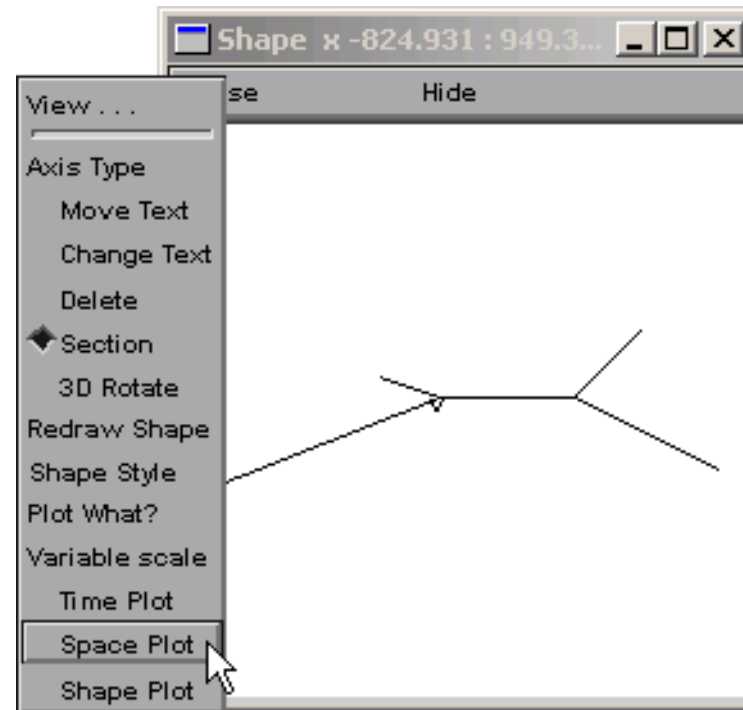 Shape x -824.931 : 949.3...
se Hide
View . . .
Axis Type
Move Text
Change Text
Delete
Section
3D Rotate
Redraw Shape
Shape Style
Plot What?
Variable scale
Time Plot
Space Plot
Shape Plot